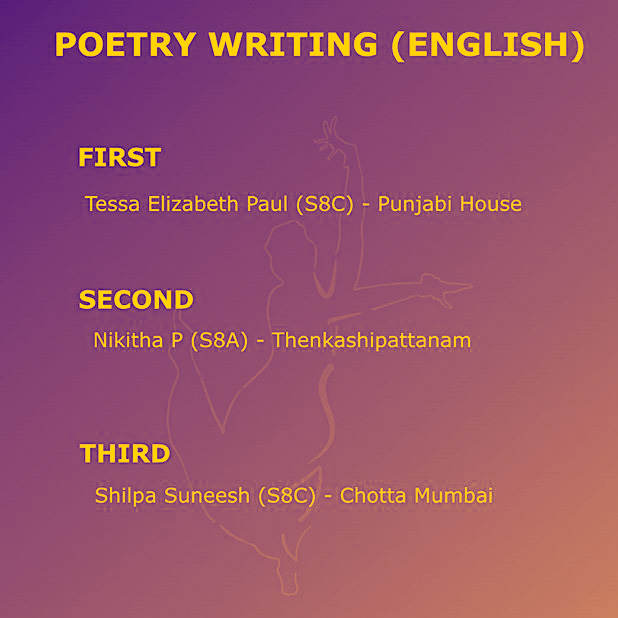 POETRY WRITING (ENGLISH)
FIRST
Tessa Elizabeth Paul (S8C) - Punjabi House
SECOND
Nikitha P (S8A) - Thenkashipattanam
THIRD
Shilpa Suneesh (S8C) - Chotta Mumbai